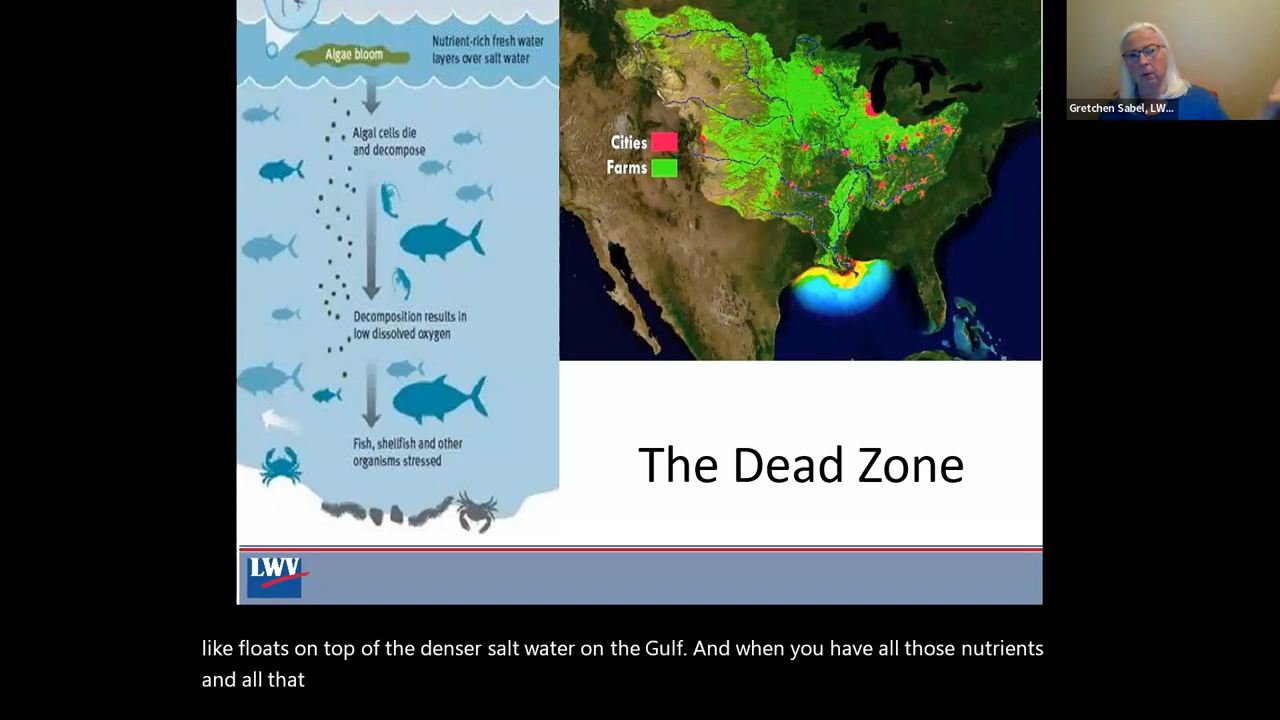 Algae bloom
Nutrient-rich fresh water
layers over salt water
Algal cells die
and decompose
Decomposition results in
low dissolved oxygen
Fish, shellfish and other
organisms stressed
Cities
Farms
The Dead Zone
LWV
Gretchen Sabel, LW...
like floats on top of the denser salt water on the Gulf. And when you have all those nutrients
and all that